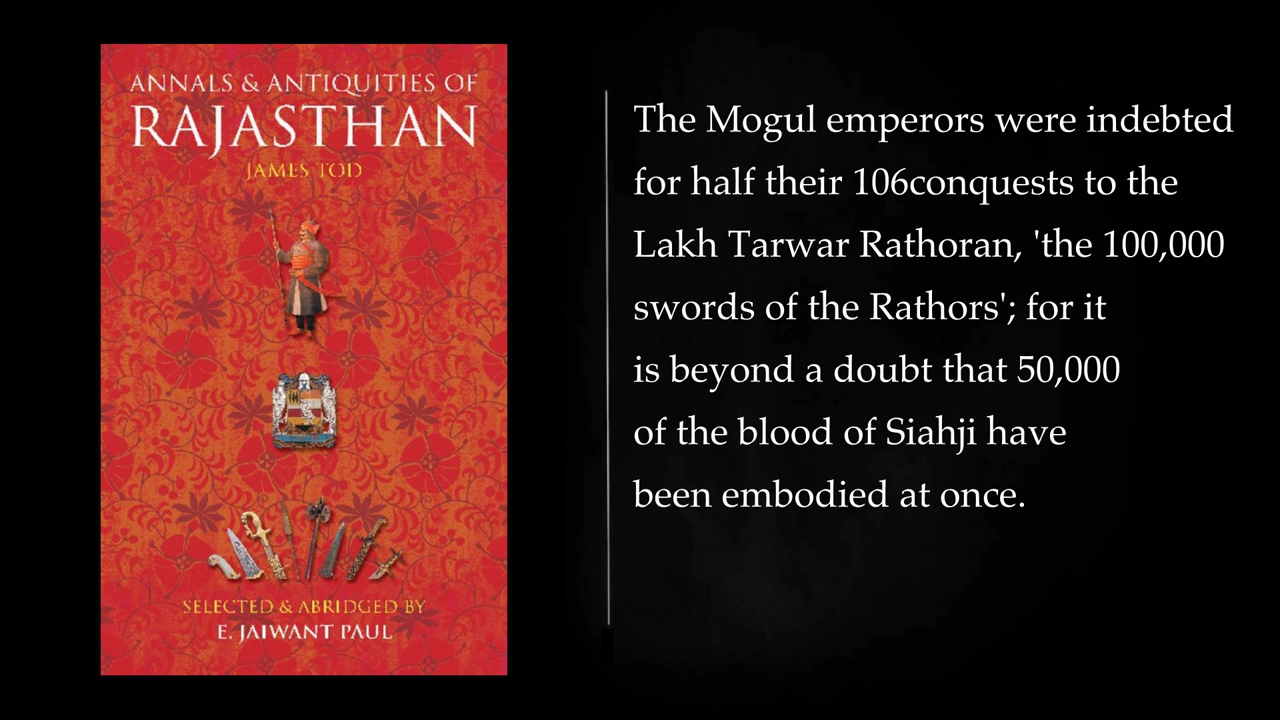 ANNALS & ANTIQUITIES OF
RAJASTHAN
JAMES TOD
SELECTED & ABRIDGED BY
E. JAIWANT PAUL
The Mogul emperors were indebted
for half their 106conquests to the
Lakh Tarwar Rathoran, 'the 100,000
swords of the Rathors'; for it
is beyond a doubt that 50,000
of the blood of Siahji have
been embodied at once.